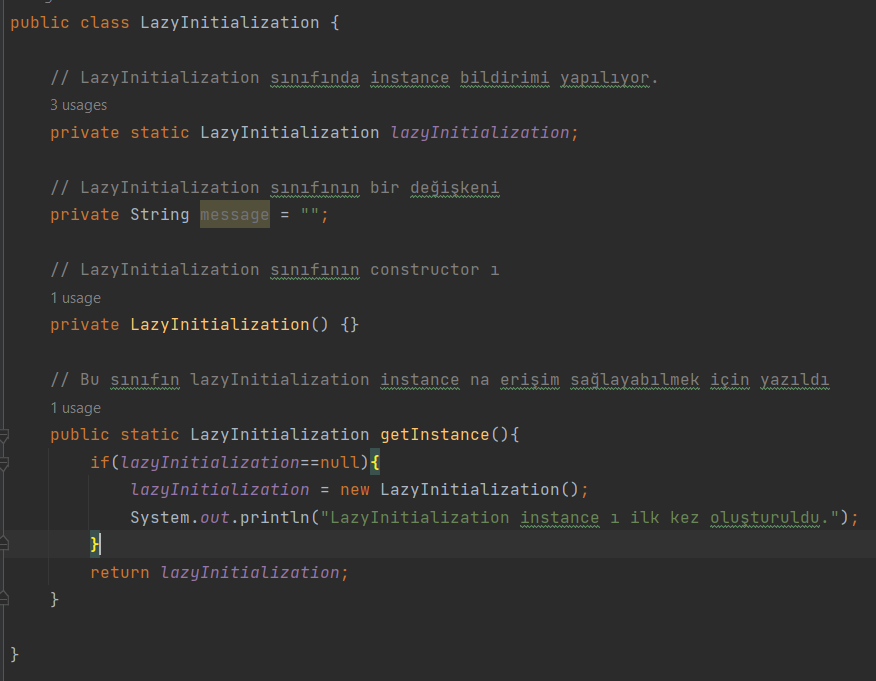 public class LazyInitialization {
// LazyInitialization sınıfında instance bildirimi yapılıyor.
3 usages
private static LazyInitialization lazyInitialization;
// LazyInitialization sınıfının bir değişkeni
private String message = "";
// LazyInitialization sınıfının constructor ı
1 usage
private LazyInitialization() {}
// Bu sınıfın lazyInitialization instance na erişim sağlayabilmek için yazıldı
1 usage
public static LazyInitialization getInstance(){
if(lazyInitialization==null){
lazyInitialization = new LazyInitialization();
System.out.println("LazyInitialization instance ı ilk kez oluşturuldu.");
}
return lazyInitialization;
}
}